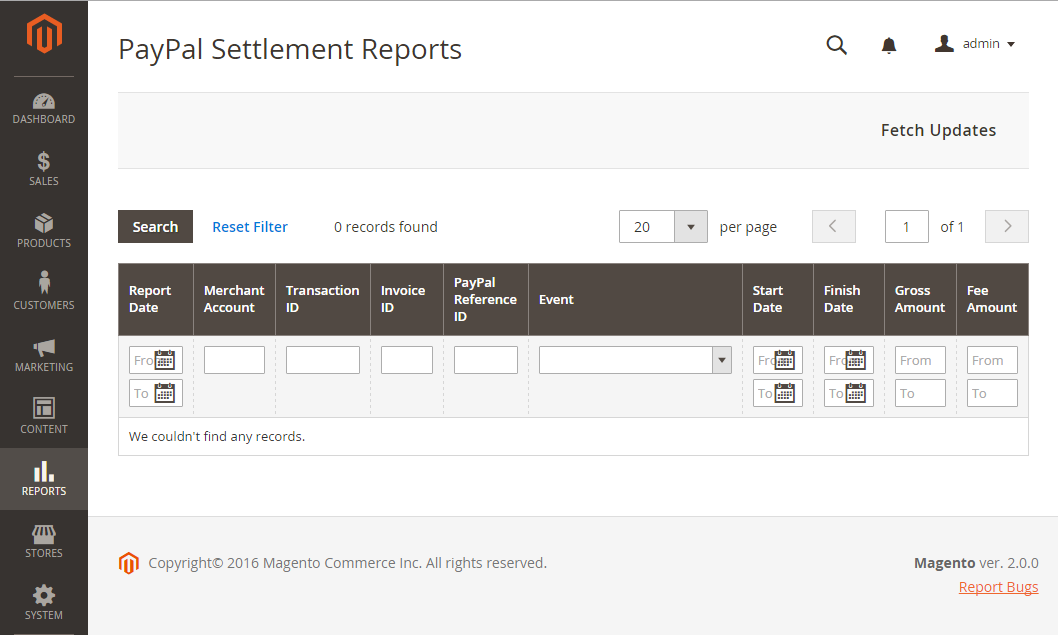 PayPal Settlement Reports
admin
DASHBOARD
SALES
PRODUCTS
CUSTOMERS
MARKETING
CONTENT
REPORTS
STORES
SYSTEM
Fetch Updates
Search Reset Filter 0 records found 20 per page 1 of 1
Report Date
Merchant Account
Transaction ID
Invoice ID
PayPal Reference ID
Event
Start Date
Finish Date
Gross Amount
Fee Amount
Fro Fro Fro From From
To To To To To
We couldn't find any records.
Copyright© 2016 Magento Commerce Inc. All rights reserved.
Magento ver. 2.0.0
Report Bugs